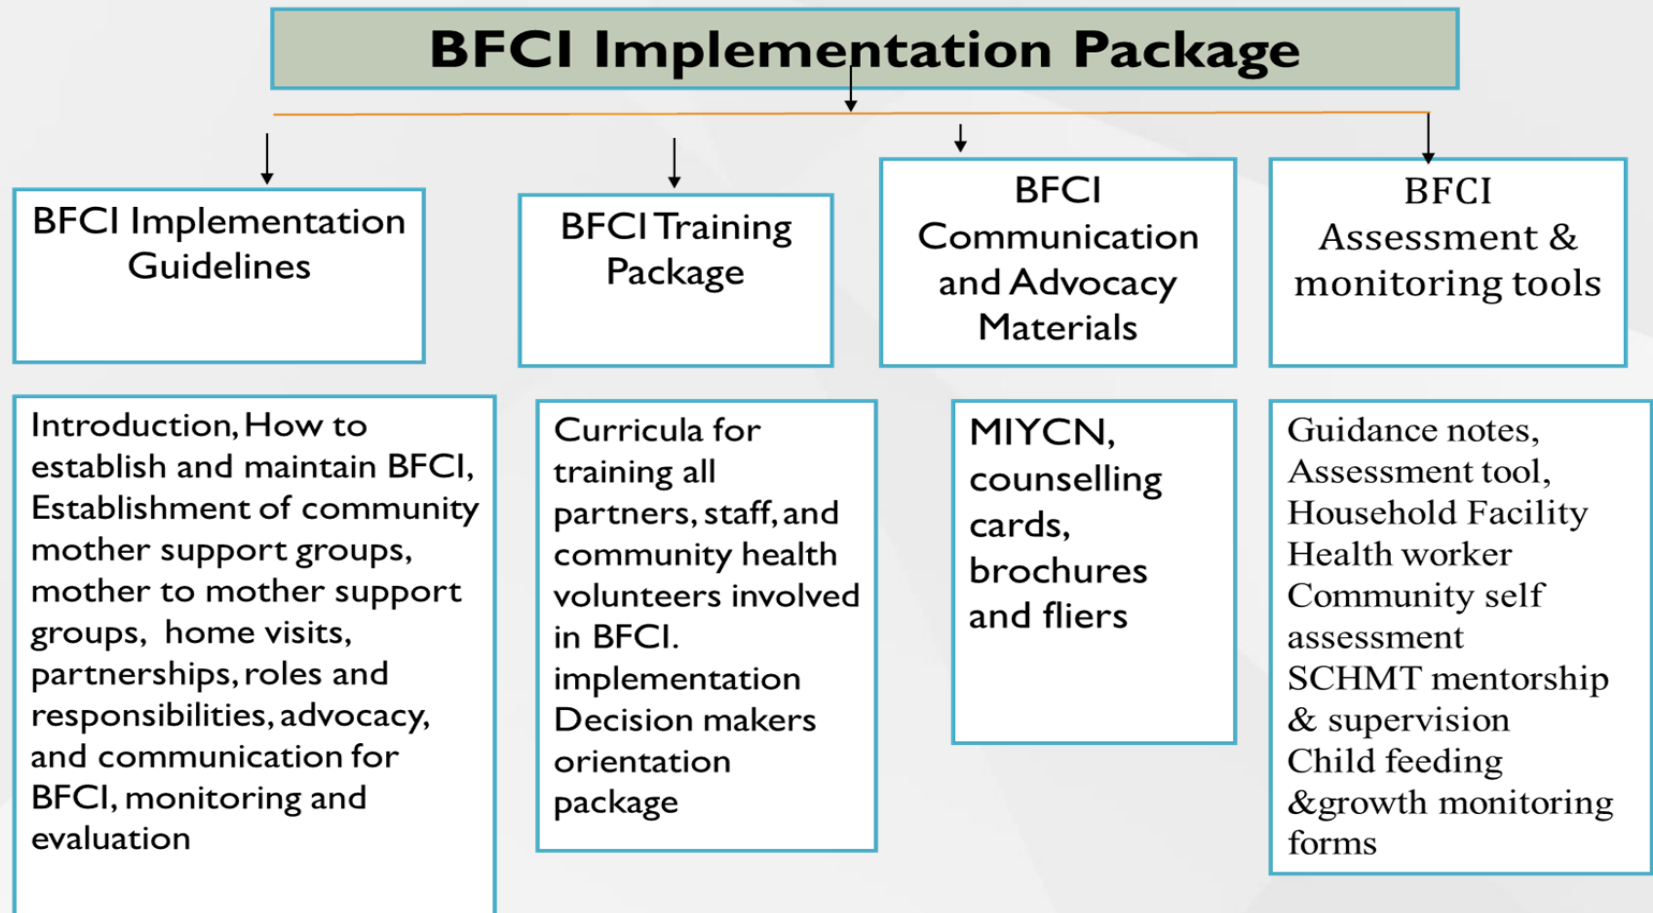 BFCI Implementation Package
BFCI Implementation
Guidelines
BFCI Training
Package
BFCI
Communication
and Advocacy
Materials
BFCI
Assessment &
monitoring tools
Introduction, How to
establish and maintain BFCI,
Establishment of community
mother support groups,
mother to mother support
groups, home visits,
partnerships, roles and
responsibilities, advocacy,
and communication for
BFCI, monitoring and
evaluation
Curricula for
training all
partners, staff, and
community health
volunteers involved
in BFCI.
implementation
Decision makers
orientation
package
MIYCN,
counselling
cards,
brochures
and fliers
Guidance notes,
Assessment tool,
Household Facility
Health worker
Community self
assessment
SCHMT mentorship
& supervision
Child feeding
&growth monitoring
forms